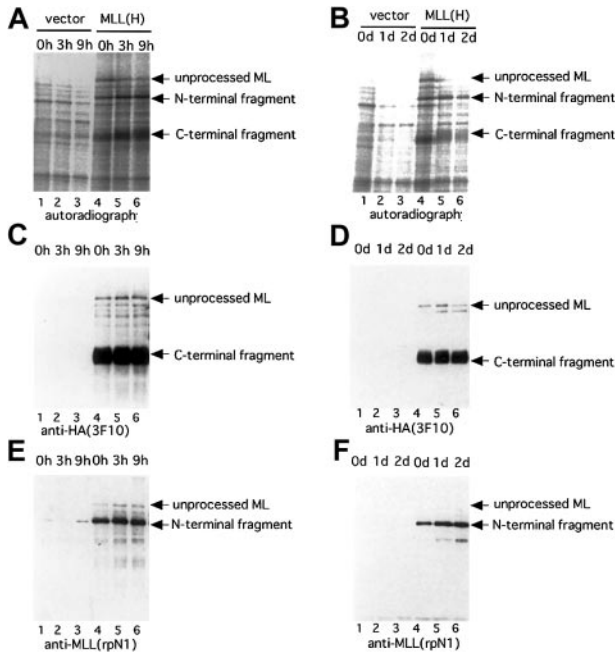 A
vector MLL(H)
0h 3h 9h 0h 3h 9h
unprocessed ML
N-terminal fragment
C-terminal fragment
1 2 3 4 5 6
autoradiograph
B
vector MLL(H)
0d 1d 2d 0d 1d 2d
unprocessed ML
N-terminal fragment
C-terminal fragment
1 2 3 4 5 6
autoradiograph
C
0h 3h 9h 0h 3h 9h
unprocessed ML
C-terminal fragment
1 2 3 4 5 6
anti-HA(3F10)
D
0d 1d 2d 0d 1d 2d
unprocessed ML
C-terminal fragment
1 2 3 4 5 6
anti-HA(3F10)
E
0h 3h 9h 0h 3h 9h
unprocessed ML
N-terminal fragment
1 2 3 4 5 6
anti-MLL(rpN1)
F
0d 1d 2d 0d 1d 2d
unprocessed ML
N-terminal fragment
1 2 3 4 5 6
anti-MLL(rpN1)